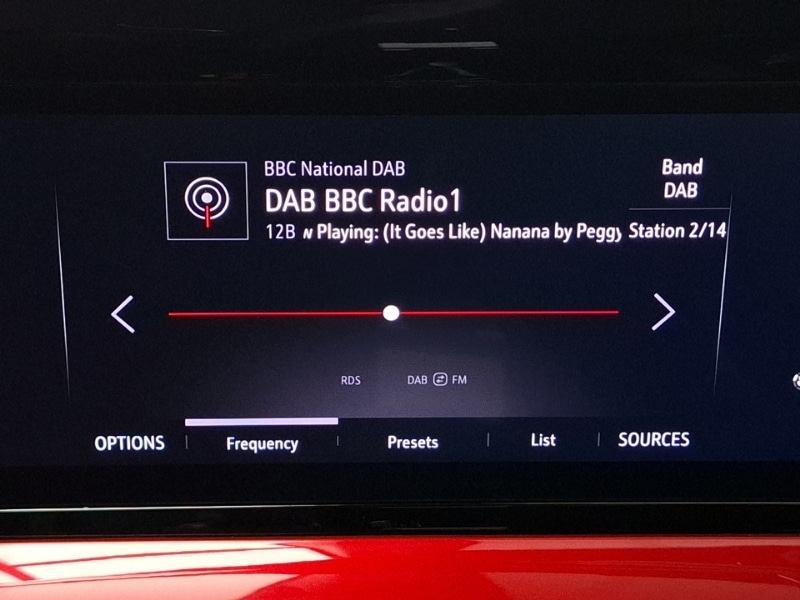 BBC National DAB
DAB BBC Radio1
12B Playing: (It Goes Like) Nanana by Peggy
Band
DAB
Station 2/14
RDS
DAB FM
OPTIONS
Frequency
Presets
List
SOURCES